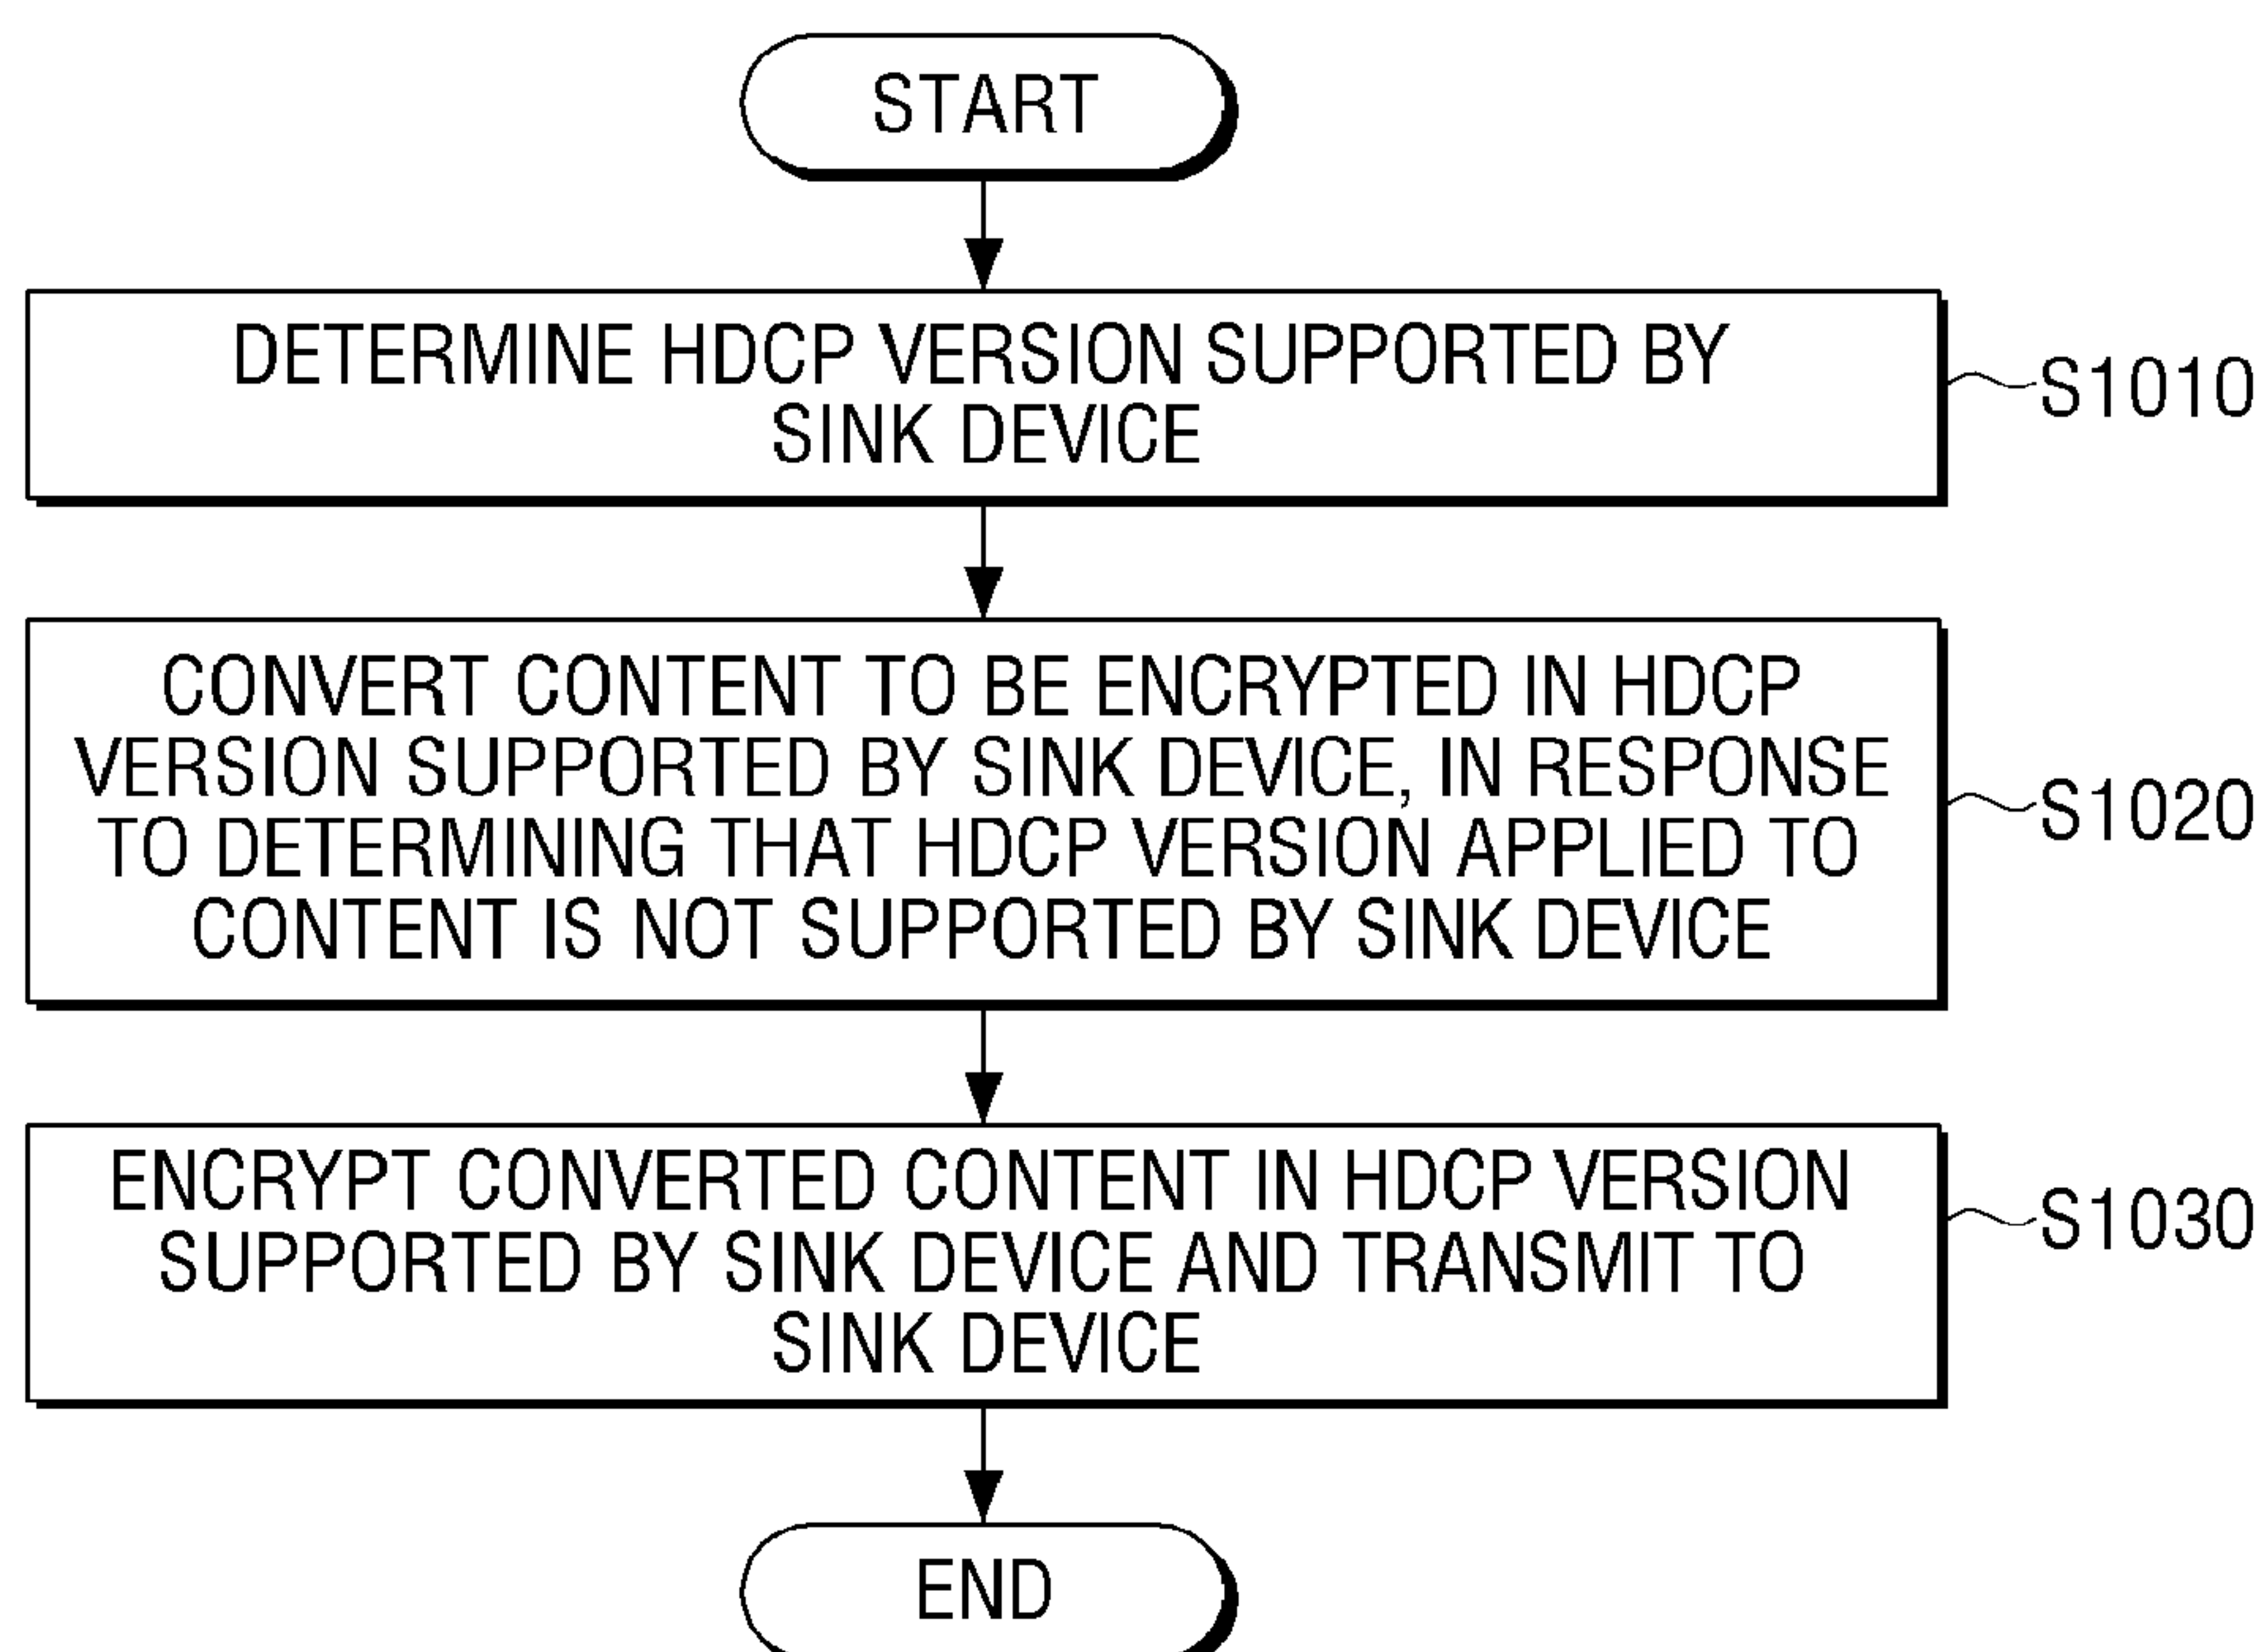 START
DETERMINE HDCP VERSION SUPPORTED BY
SINK DEVICE
S1010
CONVERT CONTENT TO BE ENCRYPTED IN HDCP
VERSION SUPPORTED BY SINK DEVICE, IN RESPONSE
TO DETERMINING THAT HDCP VERSION APPLIED TO
CONTENT IS NOT SUPPORTED BY SINK DEVICE
S1020
ENCRYPT CONVERTED CONTENT IN HDCP VERSION
SUPPORTED BY SINK DEVICE AND TRANSMIT TO
SINK DEVICE
S1030
END